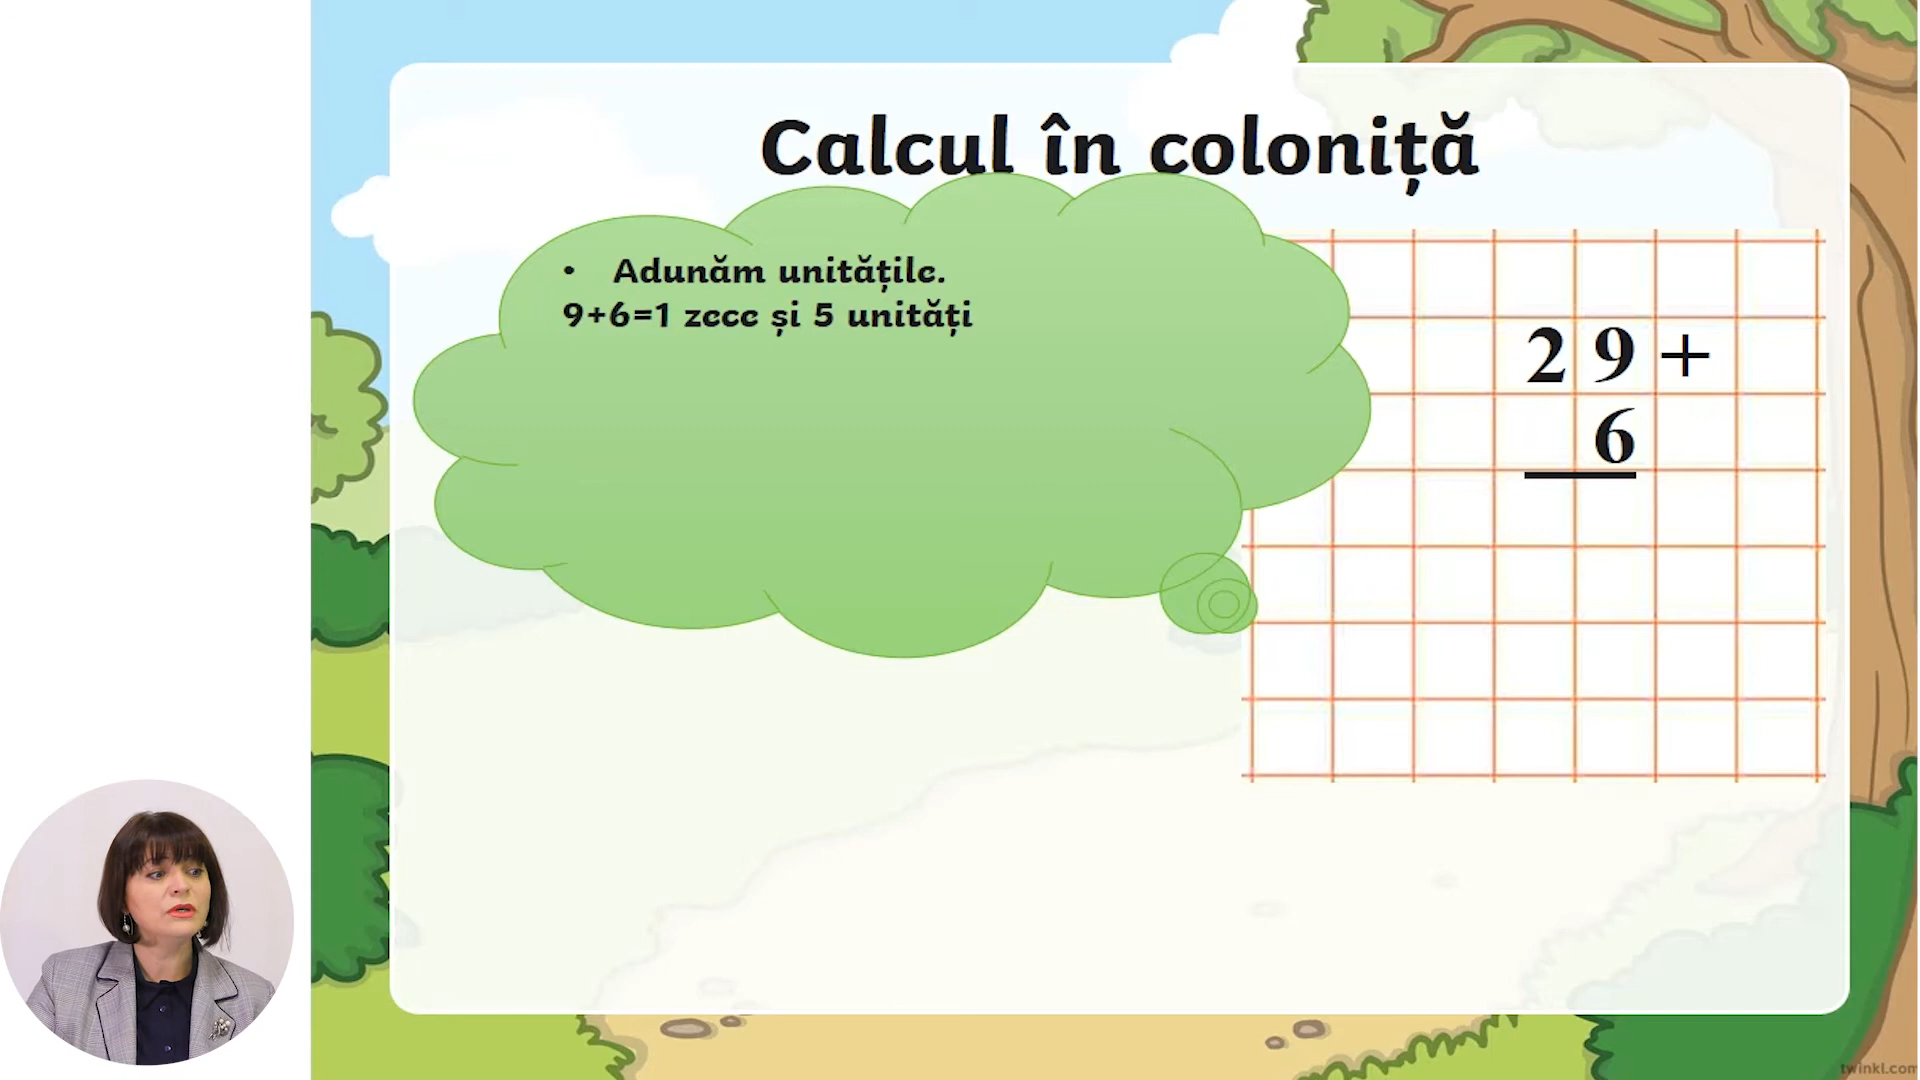 Calcul în coloniță
• Adunăm unitățile.
9+6=1 zece și 5 unități
2 9 +
6
twinkl.com